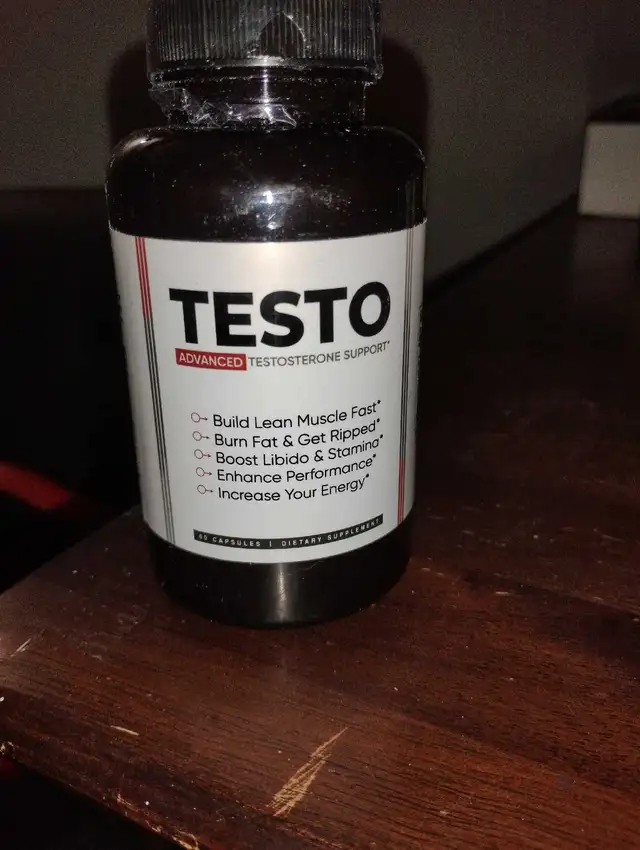 TESTO
ADVANCED TESTOSTERONE SUPPORT*
Build Lean Muscle Fast*
Burn Fat & Get Ripped*
Boost Libido & Stamina*
Enhance Performance*
Increase Your Energy*
60 CAPSULES | DIETARY SUPPLEMENT